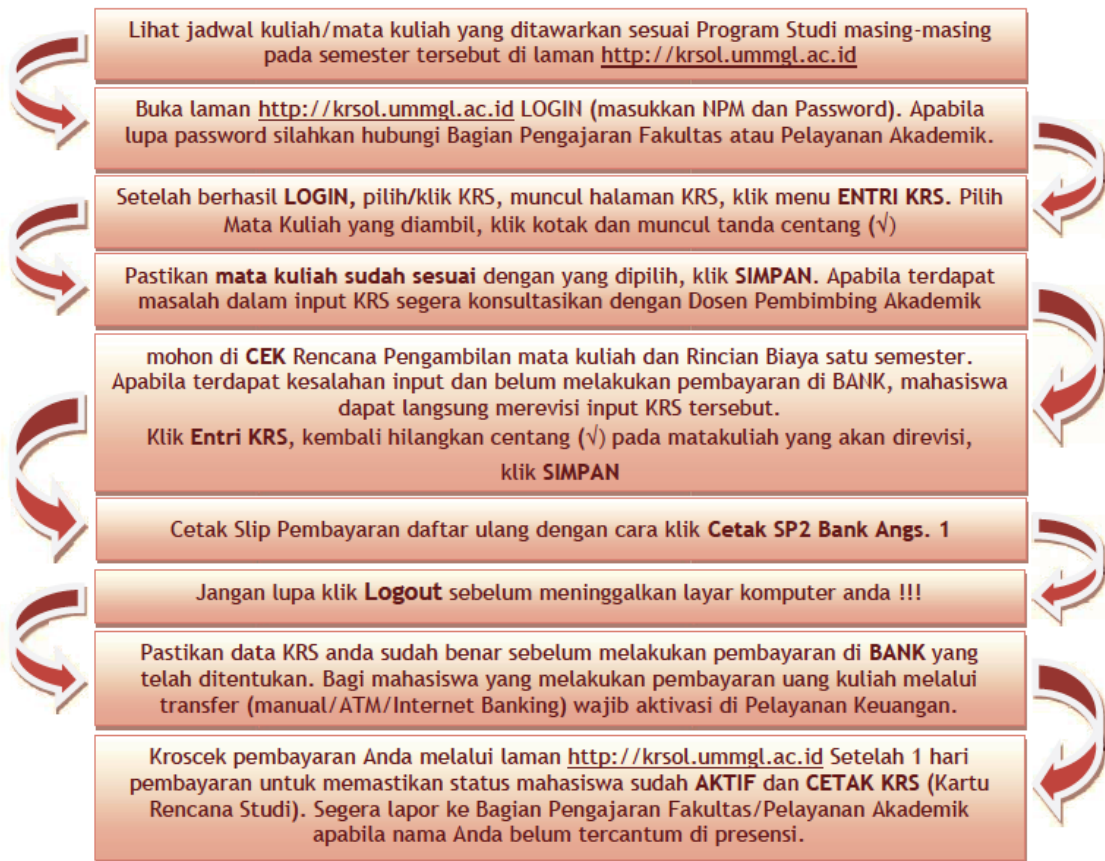 Lihat jadwal kuliah/mata kuliah yang ditawarkan sesuai Program Studi masing-masing
pada semester tersebut di laman http://krsol.ummgl.ac.id
Buka laman http://krsol.ummgl.ac.id LOGIN (masukkan NPM dan Password). Apabila
lupa password silahkan hubungi Bagian Pengajaran Fakultas atau Pelayanan Akademik.
Setelah berhasil LOGIN, pilih/klik KRS, muncul halaman KRS, klik menu ENTRI KRS. Pilih
Mata Kuliah yang diambil, klik kotak dan muncul tanda centang (√)
Pastikan mata kuliah sudah sesuai dengan yang dipilih, klik SIMPAN. Apabila terdapat
masalah dalam input KRS segera konsultasikan dengan Dosen Pembimbing Akademik
mohon di CEK Rencana Pengambilan mata kuliah dan Rincian Biaya satu semester.
Apabila terdapat kesalahan input dan belum melakukan pembayaran di BANK, mahasiswa
dapat langsung merevisi input KRS tersebut.
Klik Entri KRS, kembali hilangkan centang (√) pada matakuliah yang akan direvisi,
klik SIMPAN
Cetak Slip Pembayaran daftar ulang dengan cara klik Cetak SP2 Bank Angs. 1
Jangan lupa klik Logout sebelum meninggalkan layar komputer anda !!!
Pastikan data KRS anda sudah benar sebelum melakukan pembayaran di BANK yang
telah ditentukan. Bagi mahasiswa yang melakukan pembayaran uang kuliah melalui
transfer (manual/ATM/Internet Banking) wajib aktivasi di Pelayanan Keuangan.
Kroscek pembayaran Anda melalui laman http://krsol.ummgl.ac.id Setelah 1 hari
pembayaran untuk memastikan status mahasiswa sudah AKTIF dan CETAK KRS (Kartu
Rencana Studi). Segera lapor ke Bagian Pengajaran Fakultas/Pelayanan Akademik
apabila nama Anda belum tercantum di presensi.